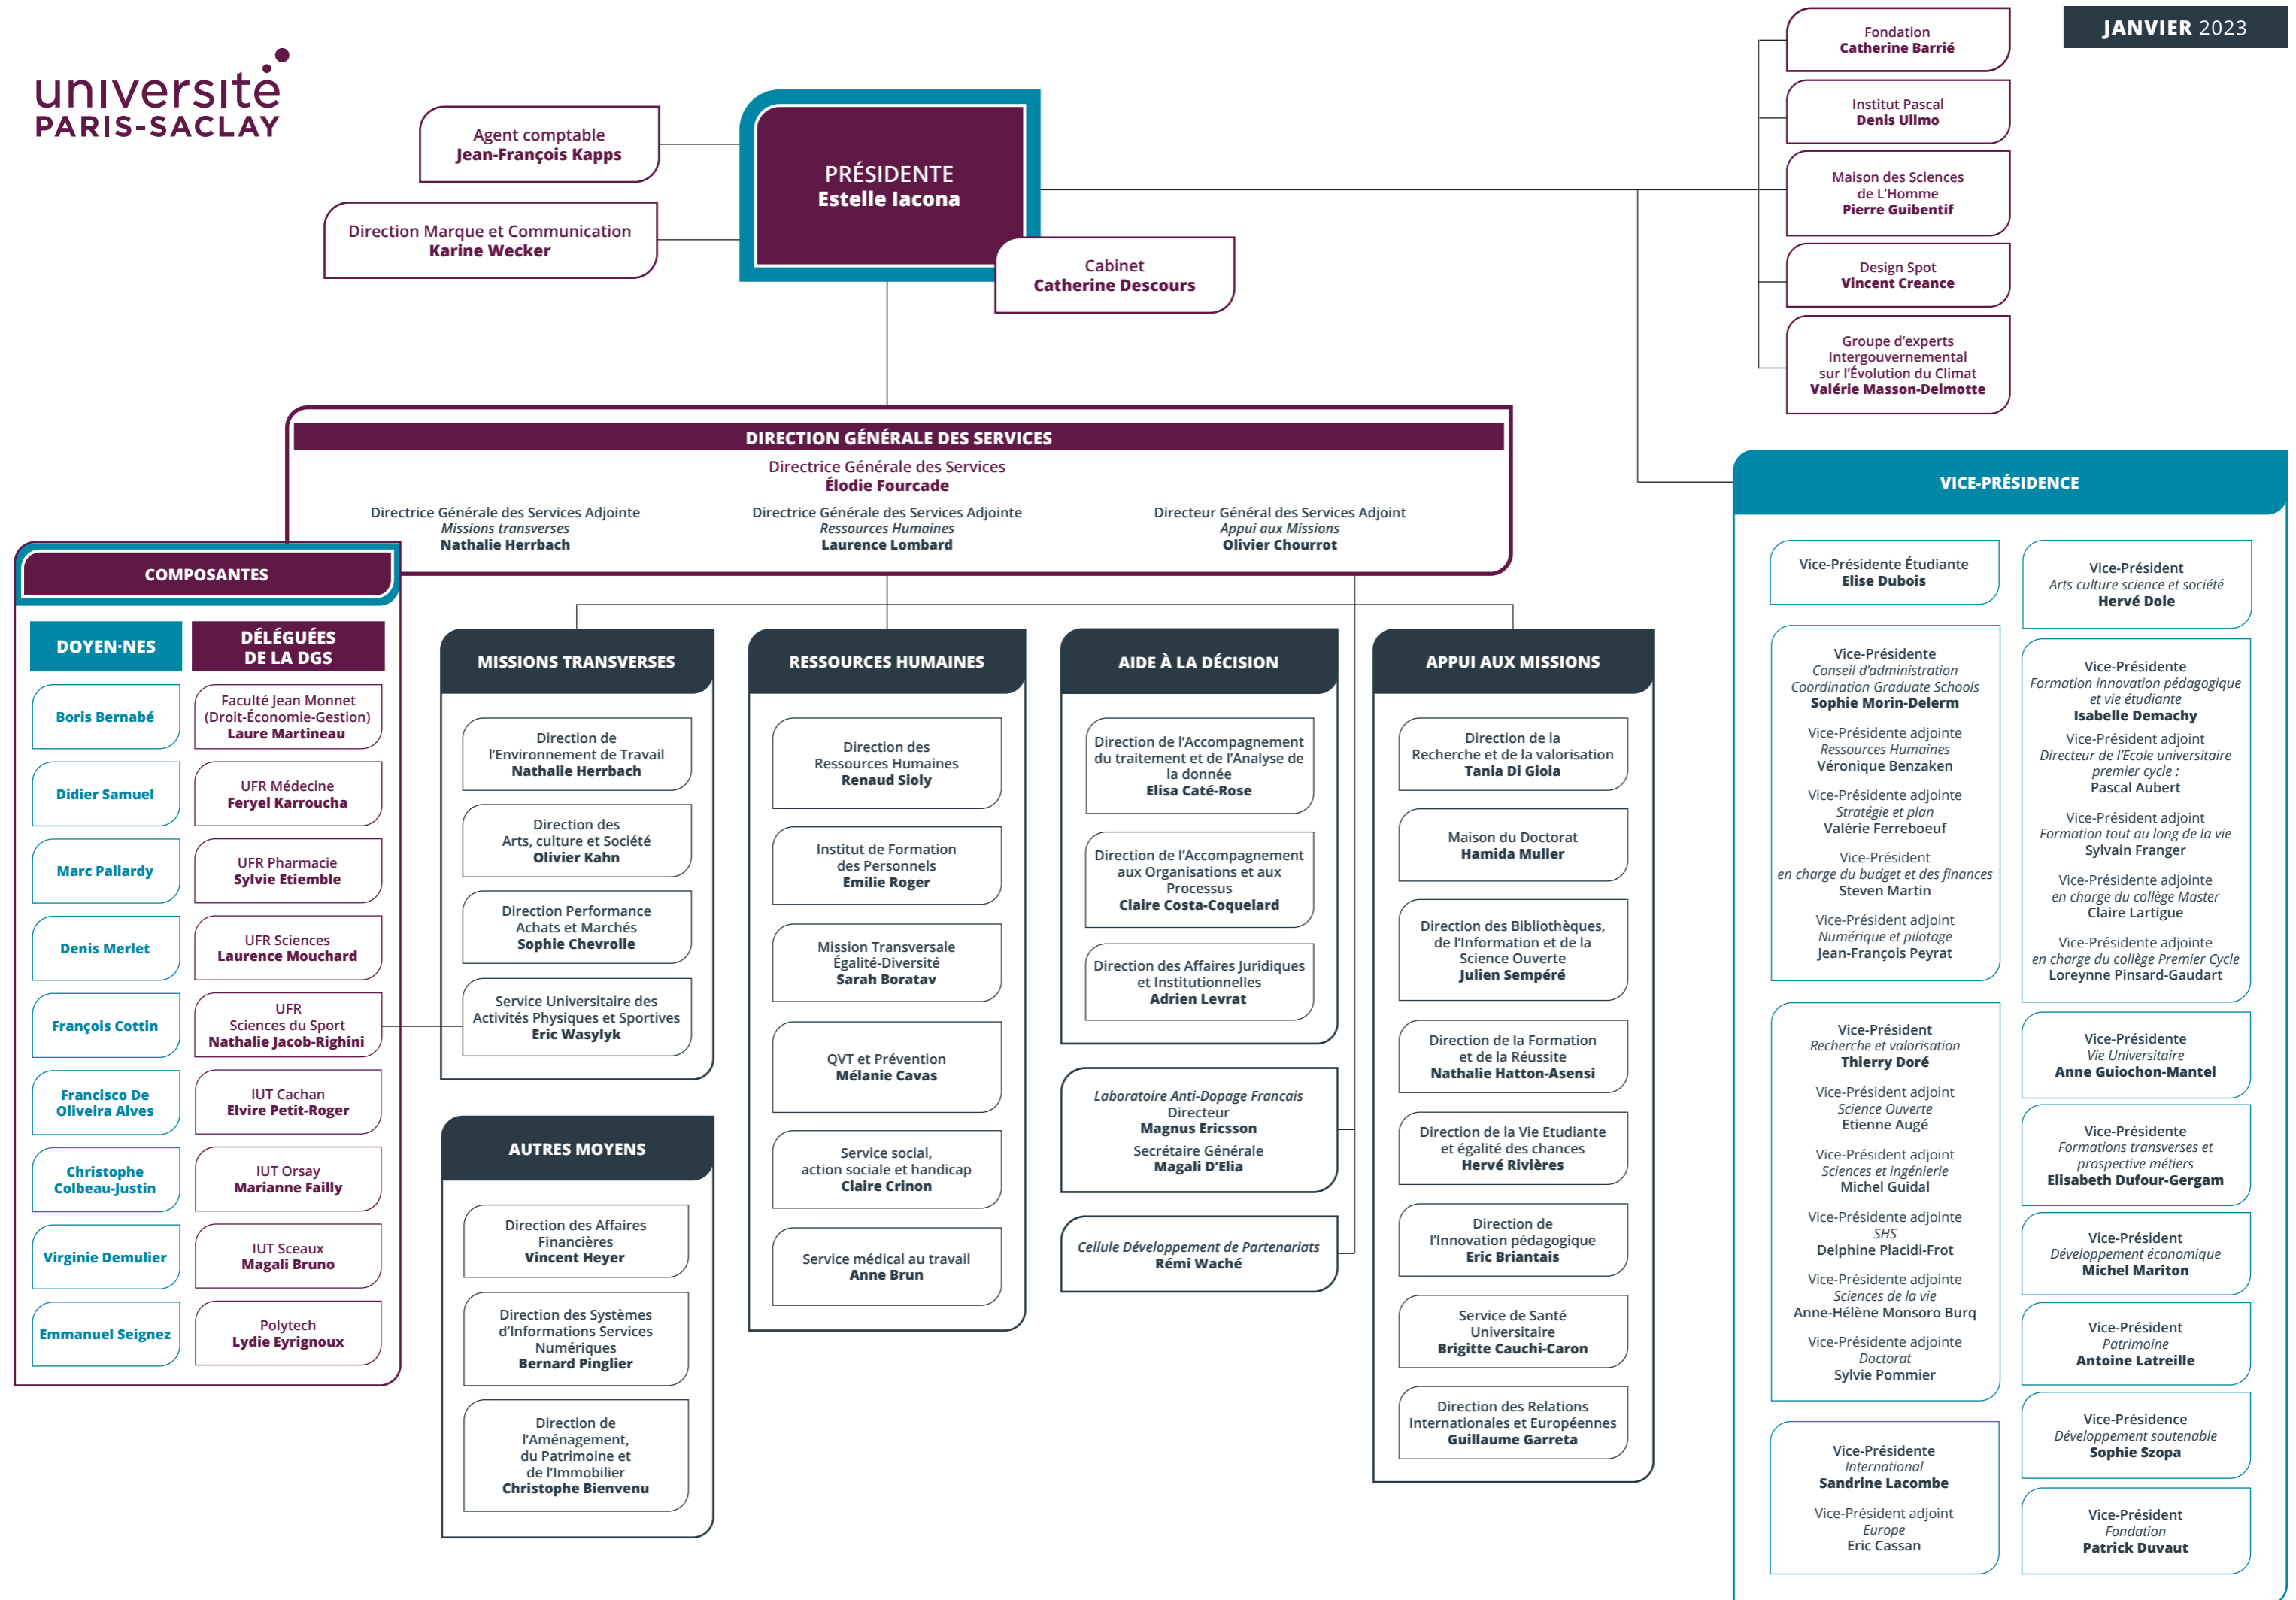 JANVIER 2023
université
PARIS-SACLAY
Agent comptable
Jean-François Kapps
Direction Marque et Communication
Karine Wecker
PRÉSIDENTE
Estelle Iacona
Cabinet
Catherine Descours
Fondation
Catherine Barrié
Institut Pascal
Denis Ullmo
Maison des Sciences
de L'Homme
Pierre Guibentif
Design Spot
Vincent Creance
Groupe d'experts
Intergouvernemental
sur l'Évolution du Climat
Valérie Masson-Delmotte
DIRECTION GÉNÉRALE DES SERVICES
Directrice Générale des Services
Élodie Fourcade
Directrice Générale des Services Adjointe
Missions transverses
Nathalie Herrbach
Directrice Générale des Services Adjointe
Ressources Humaines
Laurence Lombard
Directeur Général des Services Adjoint
Appui aux Missions
Olivier Chourrot
COMPOSANTES
DOYEN·NES
DÉLÉGUÉES
DE LA DGS
Boris Bernabé
Faculté Jean Monnet
(Droit-Économie-Gestion)
Laure Martineau
Didier Samuel
UFR Médecine
Feryel Karroucha
Marc Pallardy
UFR Pharmacie
Sylvie Etiemble
Denis Merlet
UFR Sciences
Laurence Mouchard
François Cottin
UFR
Sciences du Sport
Nathalie Jacob-Righini
Francisco De
Oliveira Alves
IUT Cachan
Elvire Petit-Roger
Christophe
Colbeau-Justin
IUT Orsay
Marianne Failly
Virginie Demulier
IUT Sceaux
Magali Bruno
Emmanuel Seignez
Polytech
Lydie Eyrignoux
MISSIONS TRANSVERSES
Direction de
l'Environnement de Travail
Nathalie Herrbach
Direction des
Arts, culture et Société
Olivier Kahn
Direction Performance
Achats et Marchés
Sophie Chevrolle
Service Universitaire des
Activités Physiques et Sportives
Eric Wasylyk
AUTRES MOYENS
Direction des Affaires
Financières
Vincent Heyer
Direction des Systèmes
d'Informations Services
Numériques
Bernard Pinglier
Direction de
l'Aménagement,
du Patrimoine et
de l'Immobilier
Christophe Bienvenu
RESSOURCES HUMAINES
Direction des
Ressources Humaines
Renaud Sioly
Institut de Formation
des Personnels
Emilie Roger
Mission Transversale
Égalité-Diversité
Sarah Boratav
QVT et Prévention
Mélanie Cavas
Service social,
action sociale et handicap
Claire Crinon
Service médical au travail
Anne Brun
AIDE À LA DÉCISION
Direction de l'Accompagnement
du traitement et de l'Analyse de
la donnée
Elisa Caté-Rose
Direction de l'Accompagnement
aux Organisations et aux
Processus
Claire Costa-Coquelard
Direction des Affaires Juridiques
et Institutionnelles
Adrien Levrat
Laboratoire Anti-Dopage Francais
Directeur
Magnus Ericsson
Secrétaire Générale
Magali D'Elia
Cellule Développement de Partenariats
Rémi Waché
APPUI AUX MISSIONS
Direction de la
Recherche et de la valorisation
Tania Di Gioia
Maison du Doctorat
Hamida Muller
Direction des Bibliothèques,
de l'Information et de la
Science Ouverte
Julien Sempéré
Direction de la Formation
et de la Réussite
Nathalie Hatton-Asensi
Direction de la Vie Etudiante
et égalité des chances
Hervé Rivières
Direction de
l'Innovation pédagogique
Eric Briantais
Service de Santé
Universitaire
Brigitte Cauchi-Caron
Direction des Relations
Internationales et Européennes
Guillaume Garreta
VICE-PRÉSIDENCE
Vice-Présidente Étudiante
Elise Dubois
Vice-Présidente
Conseil d'administration
Coordination Graduate Schools
Sophie Morin-Delerm
Vice-Présidente adjointe
Ressources Humaines
Véronique Benzaken
Vice-Présidente adjointe
Stratégie et plan
Valérie Ferreboeuf
Vice-Président
en charge du budget et des finances
Steven Martin
Vice-Président adjoint
Numérique et pilotage
Jean-François Peyrat
Vice-Président
Recherche et valorisation
Thierry Doré
Vice-Président adjoint
Science Ouverte
Etienne Augé
Vice-Président adjoint
Sciences et ingénierie
Michel Guidal
Vice-Présidente adjointe
SHS
Delphine Placidi-Frot
Vice-Présidente adjointe
Sciences de la vie
Anne-Hélène Monsoro Burq
Vice-Présidente adjointe
Doctorat
Sylvie Pommier
Vice-Présidente
International
Sandrine Lacombe
Vice-Président adjoint
Europe
Eric Cassan
Vice-Président
Arts culture science et société
Hervé Dole
Vice-Présidente
Formation innovation pédagogique
et vie étudiante
Isabelle Demachy
Vice-Président adjoint
Directeur de l'Ecole universitaire
premier cycle :
Pascal Aubert
Vice-Président adjoint
Formation tout au long de la vie
Sylvain Franger
Vice-Présidente adjointe
en charge du collège Master
Claire Lartigue
Vice-Présidente adjointe
en charge du collège Premier Cycle
Loreynne Pinsard-Gaudart
Vice-Présidente
Vie Universitaire
Anne Guiochon-Mantel
Vice-Présidente
Formations transverses et
prospective métiers
Elisabeth Dufour-Gergam
Vice-Président
Développement économique
Michel Mariton
Vice-Président
Patrimoine
Antoine Latreille
Vice-Présidence
Développement soutenable
Sophie Szopa
Vice-Président
Fondation
Patrick Duvaut